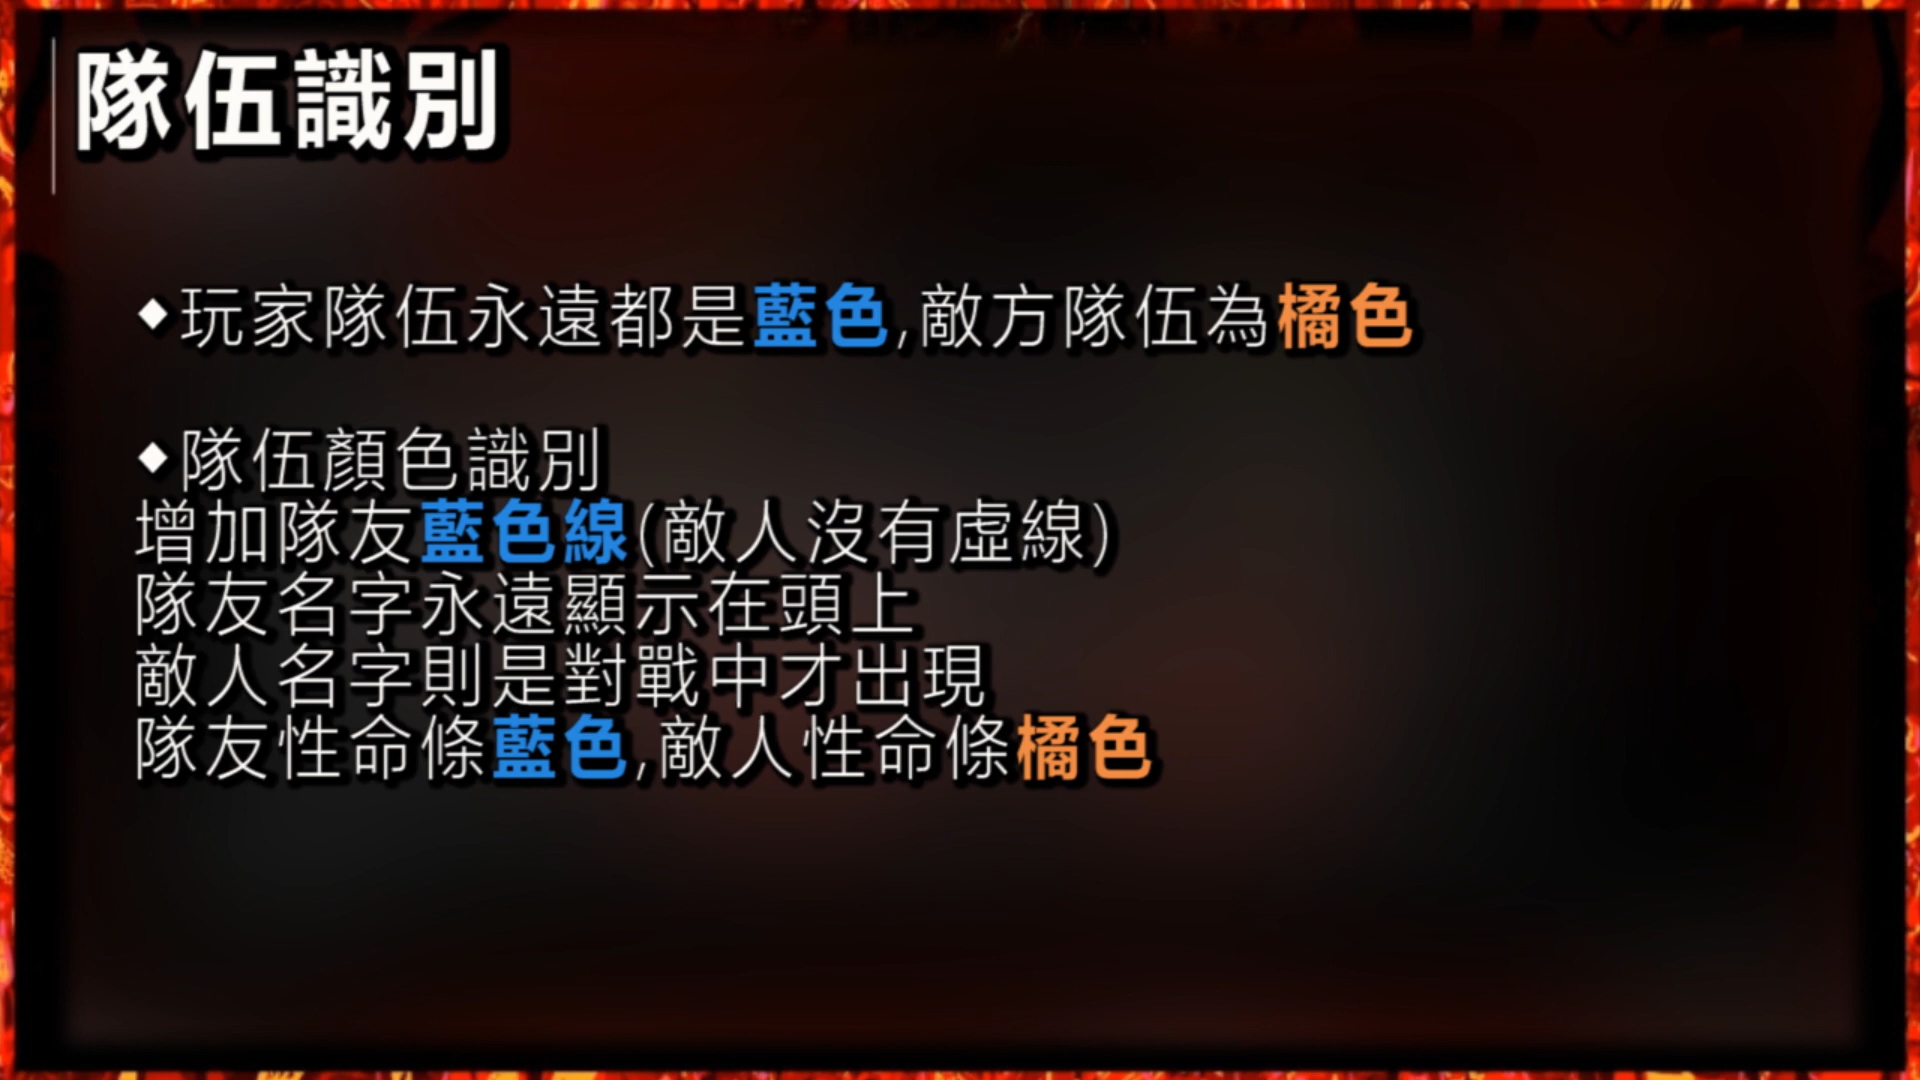 隊伍識別
◆玩家隊伍永遠都是藍色,敵方隊伍為橘色
◆隊伍顏色識別
增加隊友藍色線(敵人沒有虛線)
隊友名字永遠顯示在頭上
敵人名字則是對戰中才出現
隊友性命條藍色,敵人性命條橘色